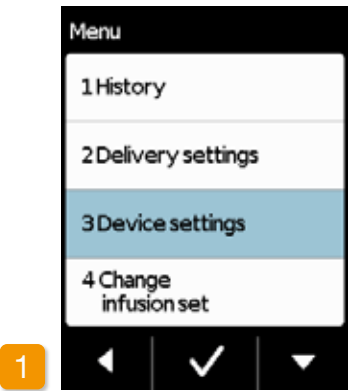 Menu
1 History
2 Delivery settings
3 Device settings
4 Change
infusion set
1